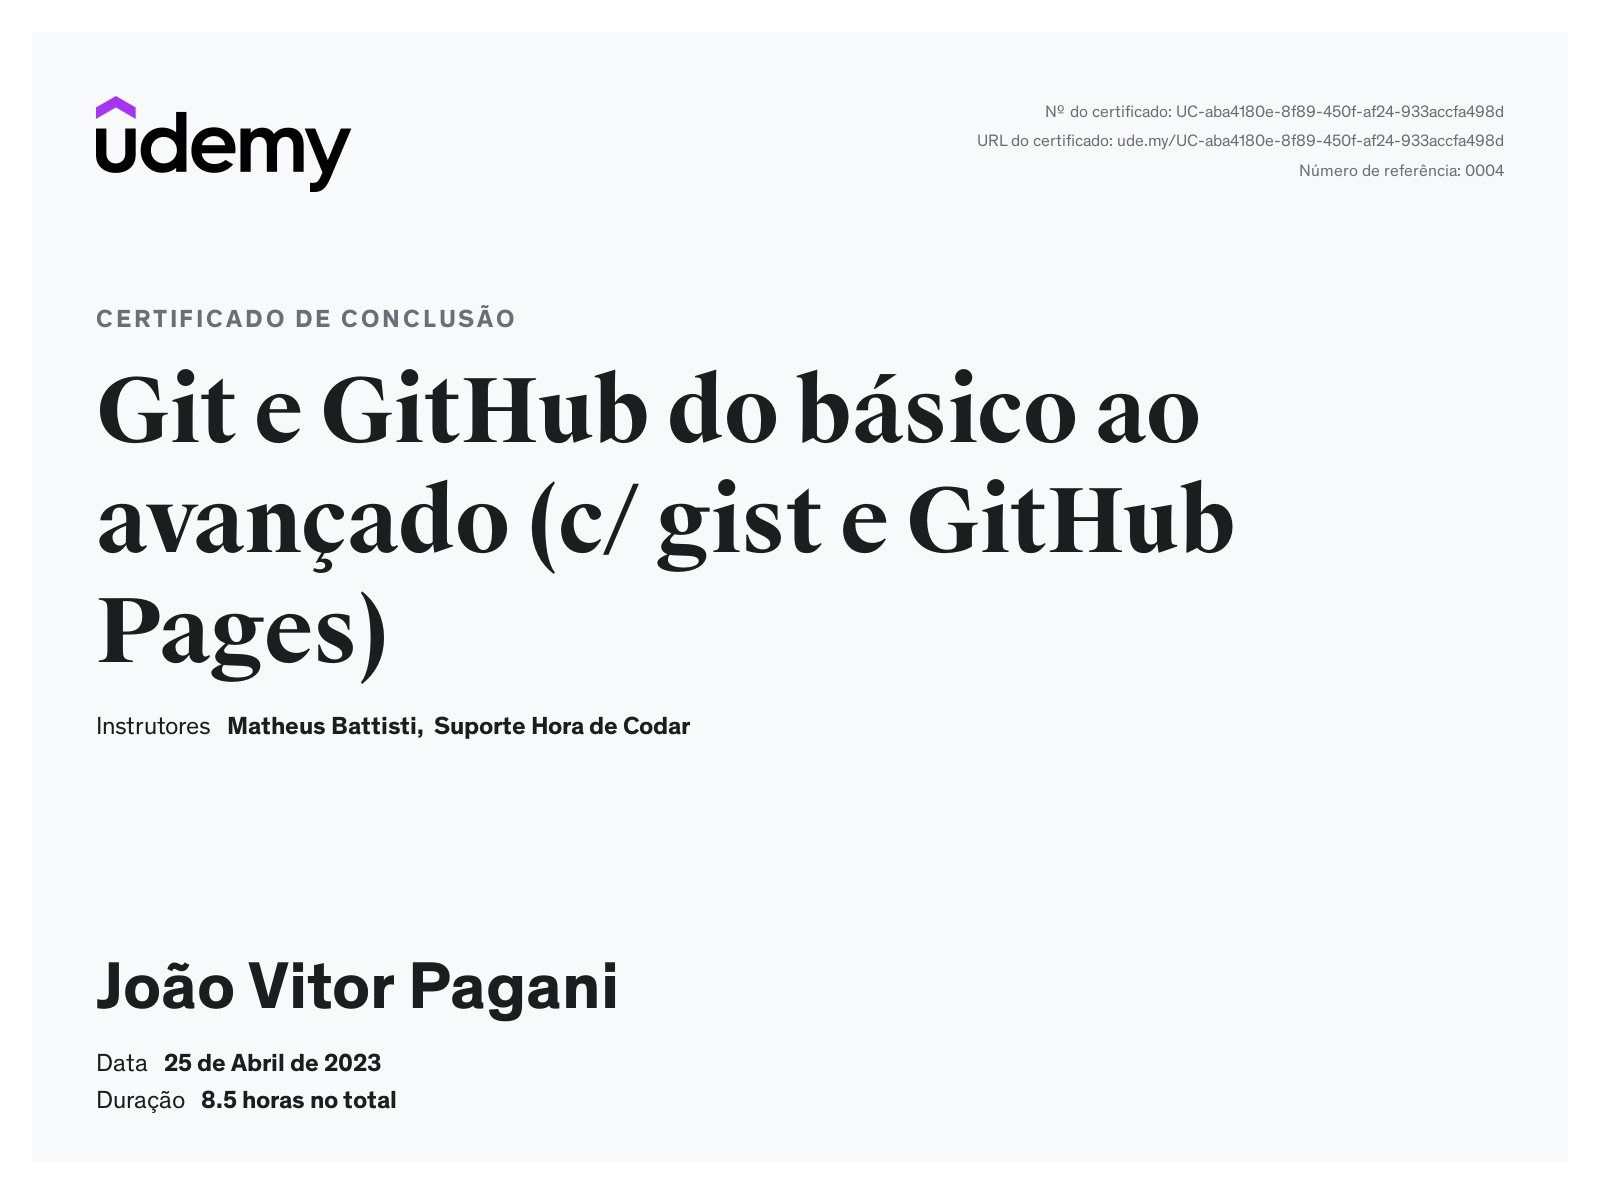 udemy
Nº do certificado: UC-aba4180e-8f89-450f-af24-933accfa498d
URL do certificado: ude.my/UC-aba4180e-8f89-450f-af24-933accfa498d
Número de referência: 0004
CERTIFICADO DE CONCLUSÃO
Git e GitHub do básico ao
avançado (c/ gist e GitHub
Pages)
Instrutores Matheus Battisti, Suporte Hora de Codar
João Vitor Pagani
Data 25 de Abril de 2023
Duração 8.5 horas no total